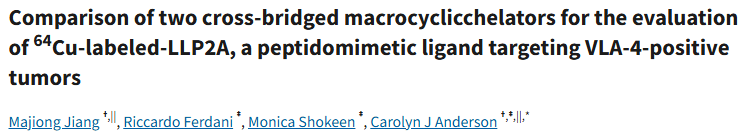 Comparison of two cross-bridged macrocyclicchelators for the evaluation
of ⁶⁴Cu-labeled-LLP2A, a peptidomimetic ligand targeting VLA-4-positive
tumors
Majiong Jiang †,||, Riccardo Ferdani ‡, Monica Shokeen ‡, Carolyn J Anderson †,‡,||,*